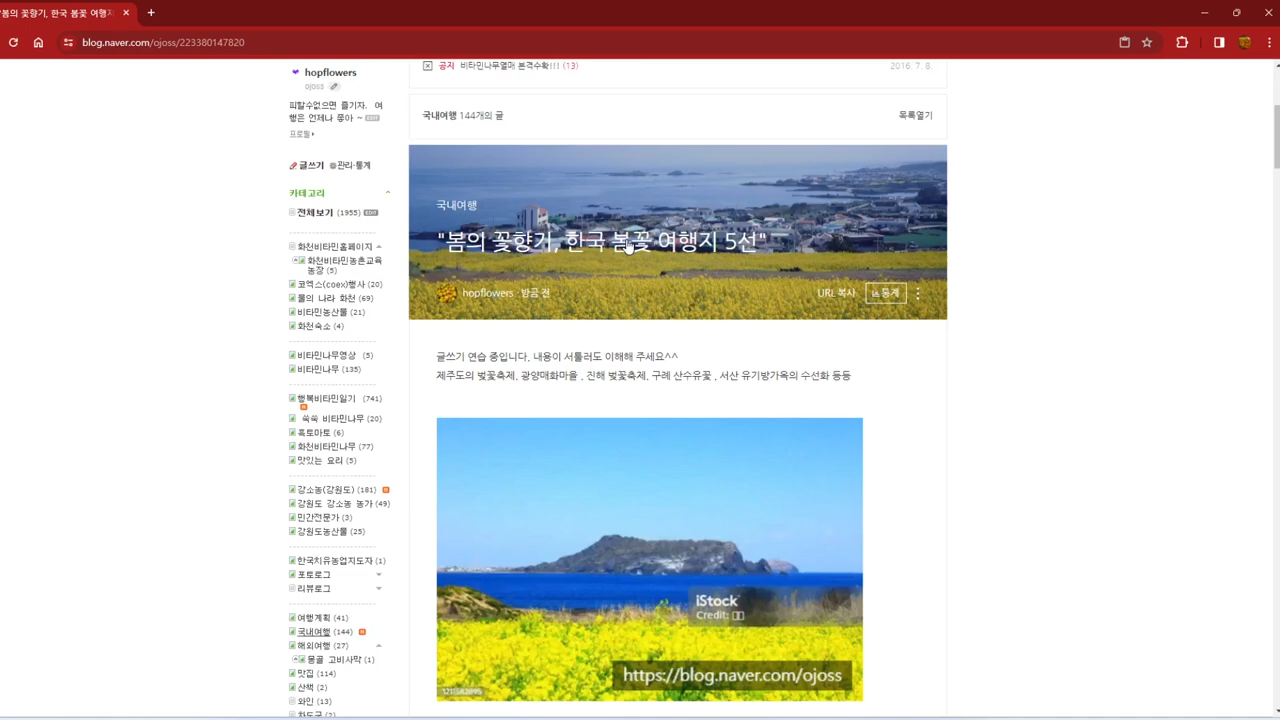 "봄의 꽃향기, 한국 봄꽃 여행지
blog.naver.com/ojoss/223380147820
hopflowers
ojoss
피할수없으면 즐기자. 여
행은 언제나 좋아 ~ EDIT
프로필
글쓰기 관리·통계
카테고리
전체보기 (1955) EDIT
화천비타민홈페이지
화천비타민농촌교육
농장 (5)
코엑스(coex)행사 (20)
물의 나라 화천 (69)
비타민농산물 (21)
화천숙소 (4)
비타민나무영상 (5)
비타민나무 (135)
행복비타민일기 (741)
쑥쑥 비타민나무 (20)
흑토마토 (6)
화천비타민나무 (77)
맛있는 요리 (5)
강소농(강원도) (181)
강원도 강소농 농가 (49)
민간전문가 (3)
강원도농산물 (25)
한국치유농업지도자 (1)
포토로그
리뷰로그
여행계획 (41)
국내여행 (144)
해외여행 (27)
몽골 고비사막 (1)
맛집 (114)
산책 (2)
와인 (13)
차도구 (2)
공지 비타민나무열매 본격수확!!! (13) 2016. 7. 8.
국내여행 144개의 글 목록열기
국내여행
"봄의 꽃향기, 한국 봄꽃 여행지 5선"
hopflowers · 방금 전 URL 복사 통계
글쓰기 연습 중입니다, 내용이 서툴러도 이해해 주세요^^
제주도의 벚꽃축제, 광양매화마을 , 진해 벚꽃축제, 구례 산수유꽃 , 서산 유기방가옥의 수선화 등등
iStock
Credit:
https://blog.naver.com/ojoss